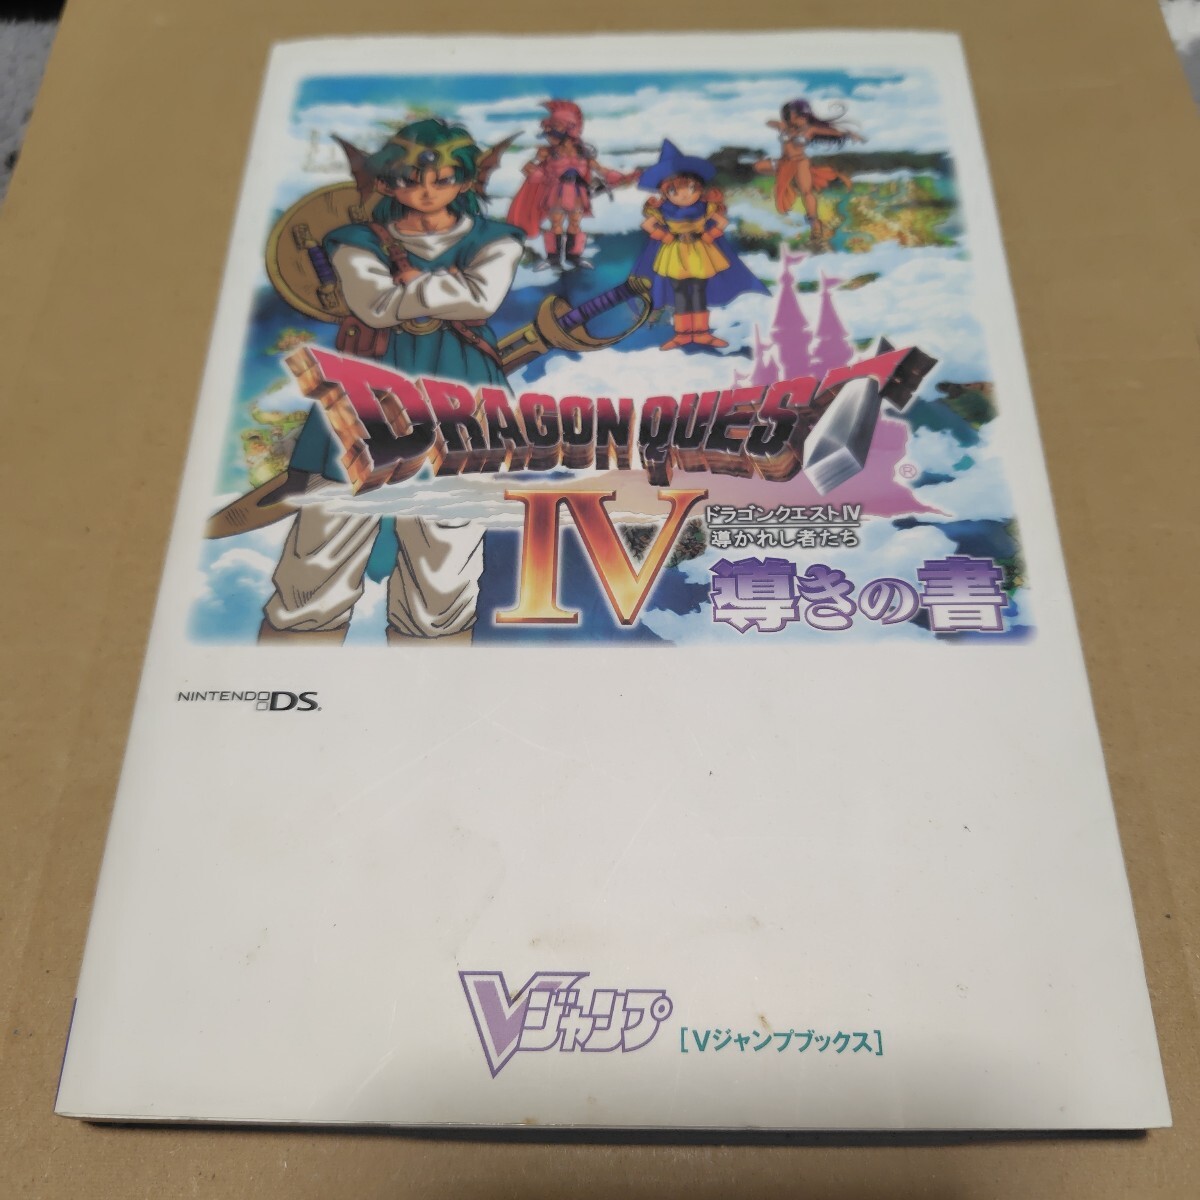 DRAGON QUEST®
IV
ドラゴンクエストIV
導かれし者たち
導きの書
NINTENDO DS®
Vジャンプ
[Vジャンプブックス]